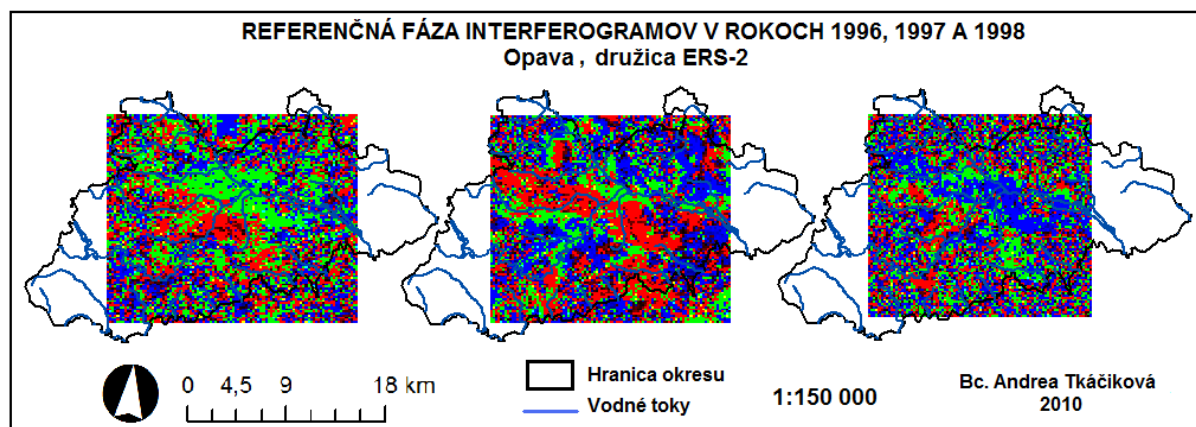 REFERENČNÁ FÁZA INTERFEROGRAMOV V ROKOCH 1996, 1997 A 1998
Opava , družica ERS-2
0 4,5 9 18 km
Hranica okresu
Vodné toky
1:150 000
Bc. Andrea Tkáčiková
2010